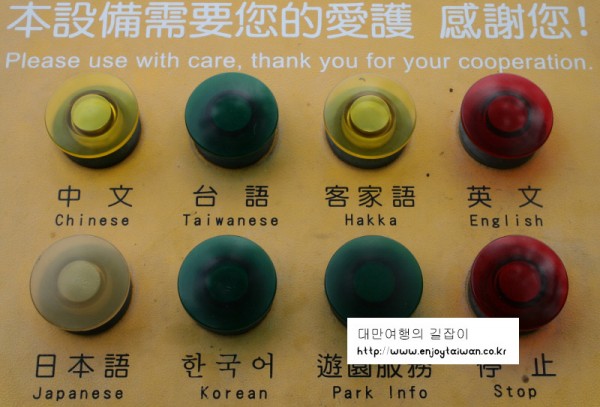 本設備需要您的愛護 感謝您!
Please use with care, thank you for your cooperation.
中文 台語 客家語 英文
Chinese Taiwanese Hakka English
日本語 한국어 遊園服務 停止
Japanese Korean Park Info Stop
대만여행의 길잡이
http://www.enjoytaiwan.co.kr